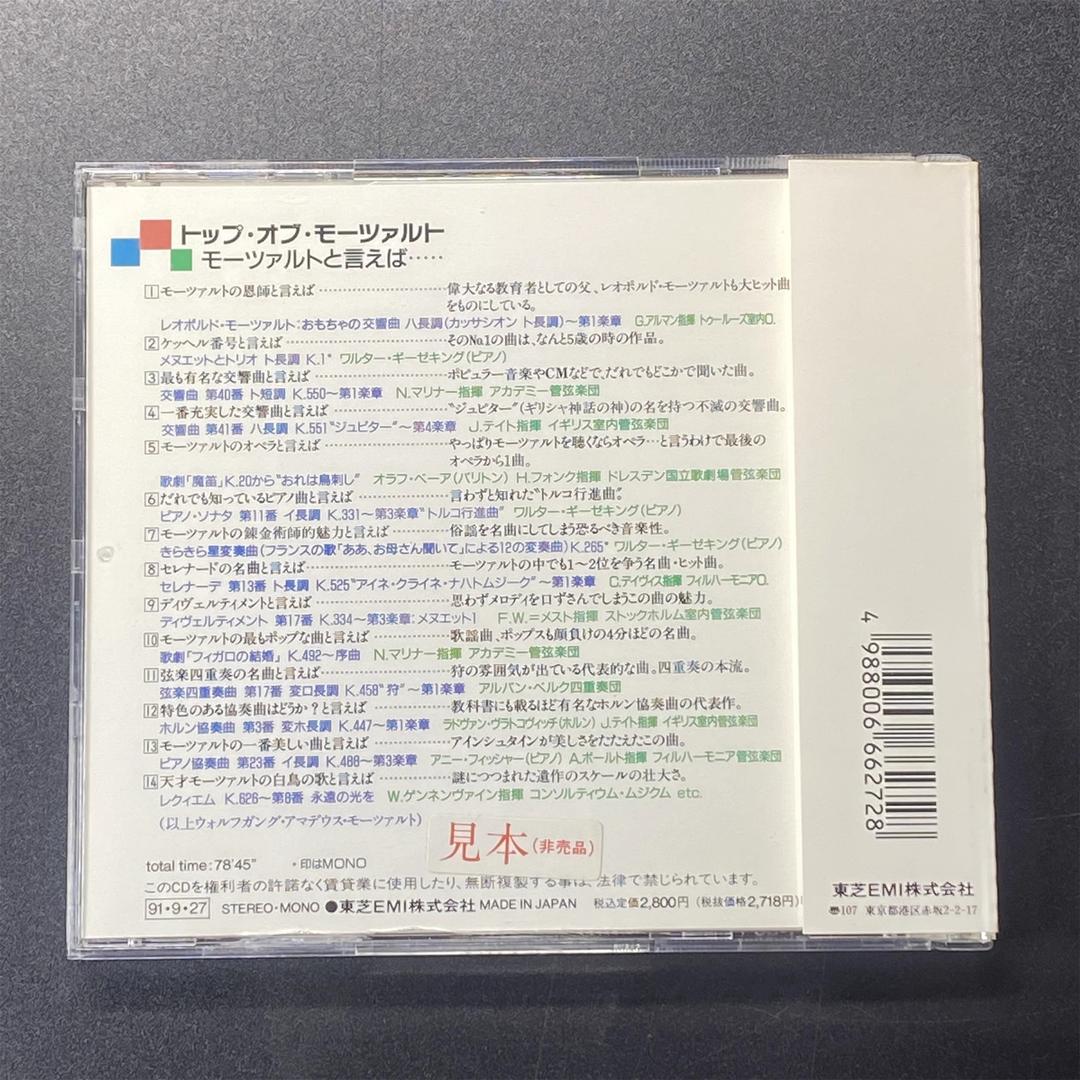 トップ・オブ・モーツァルト
モーツァルトと言えば‥‥‥
1 モーツァルトの恩師と言えば………………偉大なる教育者としての父、レオポルド・モーツァルトも大ヒット曲
をものにしている。
レオポルド・モーツァルト:おもちゃの交響曲 ハ長調(カッサシオン ト長調)〜第1楽章 G.アルマン指揮 トゥールーズ室内O.
2 ケッヘル番号と言えば………………そのNo.1の曲は、なんと5歳の時の作品。
メヌエットとトリオ ト長調 K.1* ワルター・ギーゼキング(ピアノ)
3 最も有名な交響曲と言えば………………ポピュラー音楽やCMなどで、だれでもどこかで聞いた曲。
交響曲 第40番 ト短調 K.550〜第1楽章 N.マリナー指揮 アカデミー管弦楽団
4 一番充実した交響曲と言えば………………“ジュピター”(ギリシャ神話の神)の名を持つ不滅の交響曲。
交響曲 第41番 ハ長調 K.551“ジュピター”〜第4楽章 J.テイト指揮 イギリス室内管弦楽団
5 モーツァルトのオペラと言えば………………やっぱりモーツァルトを聴くならオペラ…と言うわけで最後の
オペラから1曲。
歌劇「魔笛」K.20から“おれは鳥刺し” オラフ・ベーア(バリトン) H.フォンク指揮 ドレスデン国立歌劇場管弦楽団
6 だれでも知っているピアノ曲と言えば………………言わずと知れた“トルコ行進曲”。
ピアノ・ソナタ 第11番 イ長調 K.331〜第3楽章“トルコ行進曲” ワルター・ギーゼキング(ピアノ)
7 モーツァルトの錬金術師的魅力と言えば………………俗謡を名曲にしてしまう恐るべき音楽性。
きらきら星変奏曲(フランスの歌「ああ、お母さん聞いて」による12の変奏曲)K.265* ワルター・ギーゼキング(ピアノ)
8 セレナードの名曲と言えば………………モーツァルトの中でも1〜2位を争う名曲・ヒット曲。
セレナーデ 第13番 ト長調 K.525“アイネ・クライネ・ナハトムジーク”〜第1楽章 C.デイヴィス指揮 フィルハーモニアO.
9 ディヴェルティメントと言えば………………思わずメロディを口ずさんでしまうこの曲の魅力。
ディヴェルティメント 第17番 K.334〜第3楽章:メヌエット1 F.W.=メスト指揮 ストックホルム室内管弦楽団
10 モーツァルトの最もポップな曲と言えば………………歌謡曲、ポップスも顔負けの4分ほどの名曲。
歌劇「フィガロの結婚」K.492〜序曲 N.マリナー指揮 アカデミー管弦楽団
11 弦楽四重奏の名曲と言えば………………狩の雰囲気が出ている代表的な曲。四重奏の本流。
弦楽四重奏曲 第17番 変ロ長調 K.458“狩”〜第1楽章 アルバン・ベルク四重奏団
12 特色のある協奏曲はどうか?と言えば………………教科書にも載るほど有名なホルン協奏曲の代表作。
ホルン協奏曲 第3番 変ホ長調 K.447〜第1楽章 ラドヴァン・ヴラトコヴィッチ(ホルン) J.テイト指揮 イギリス室内管弦楽団
13 モーツァルトの一番美しい曲と言えば………………アインシュタインが美しさをたたえたこの曲。
ピアノ協奏曲 第23番 イ長調 K.488〜第3楽章 アニー・フィッシャー(ピアノ) A.ボールト指揮 フィルハーモニア管弦楽団
14 天才モーツァルトの白鳥の歌と言えば………………謎につつまれた遺作のスケールの壮大さ。
レクィエム K.626〜第8番 永遠の光を W.ゲンネンヴァイン指揮 コンソルティウム・ムジクム etc.
(以上ウォルフガング・アマデウス・モーツァルト)
見本(非売品)
total time:78'45" *印はMONO
このCDを権利者の許諾なく賃貸業に使用したり、無断複製する事は、法律で禁じられています。
91・9・27 STEREO・MONO ●東芝EMI株式会社 MADE IN JAPAN 税込定価2,800円(税抜価格2,718円)
4 988006 662728
東芝EMI株式会社
〒107 東京都港区赤坂2-2-17